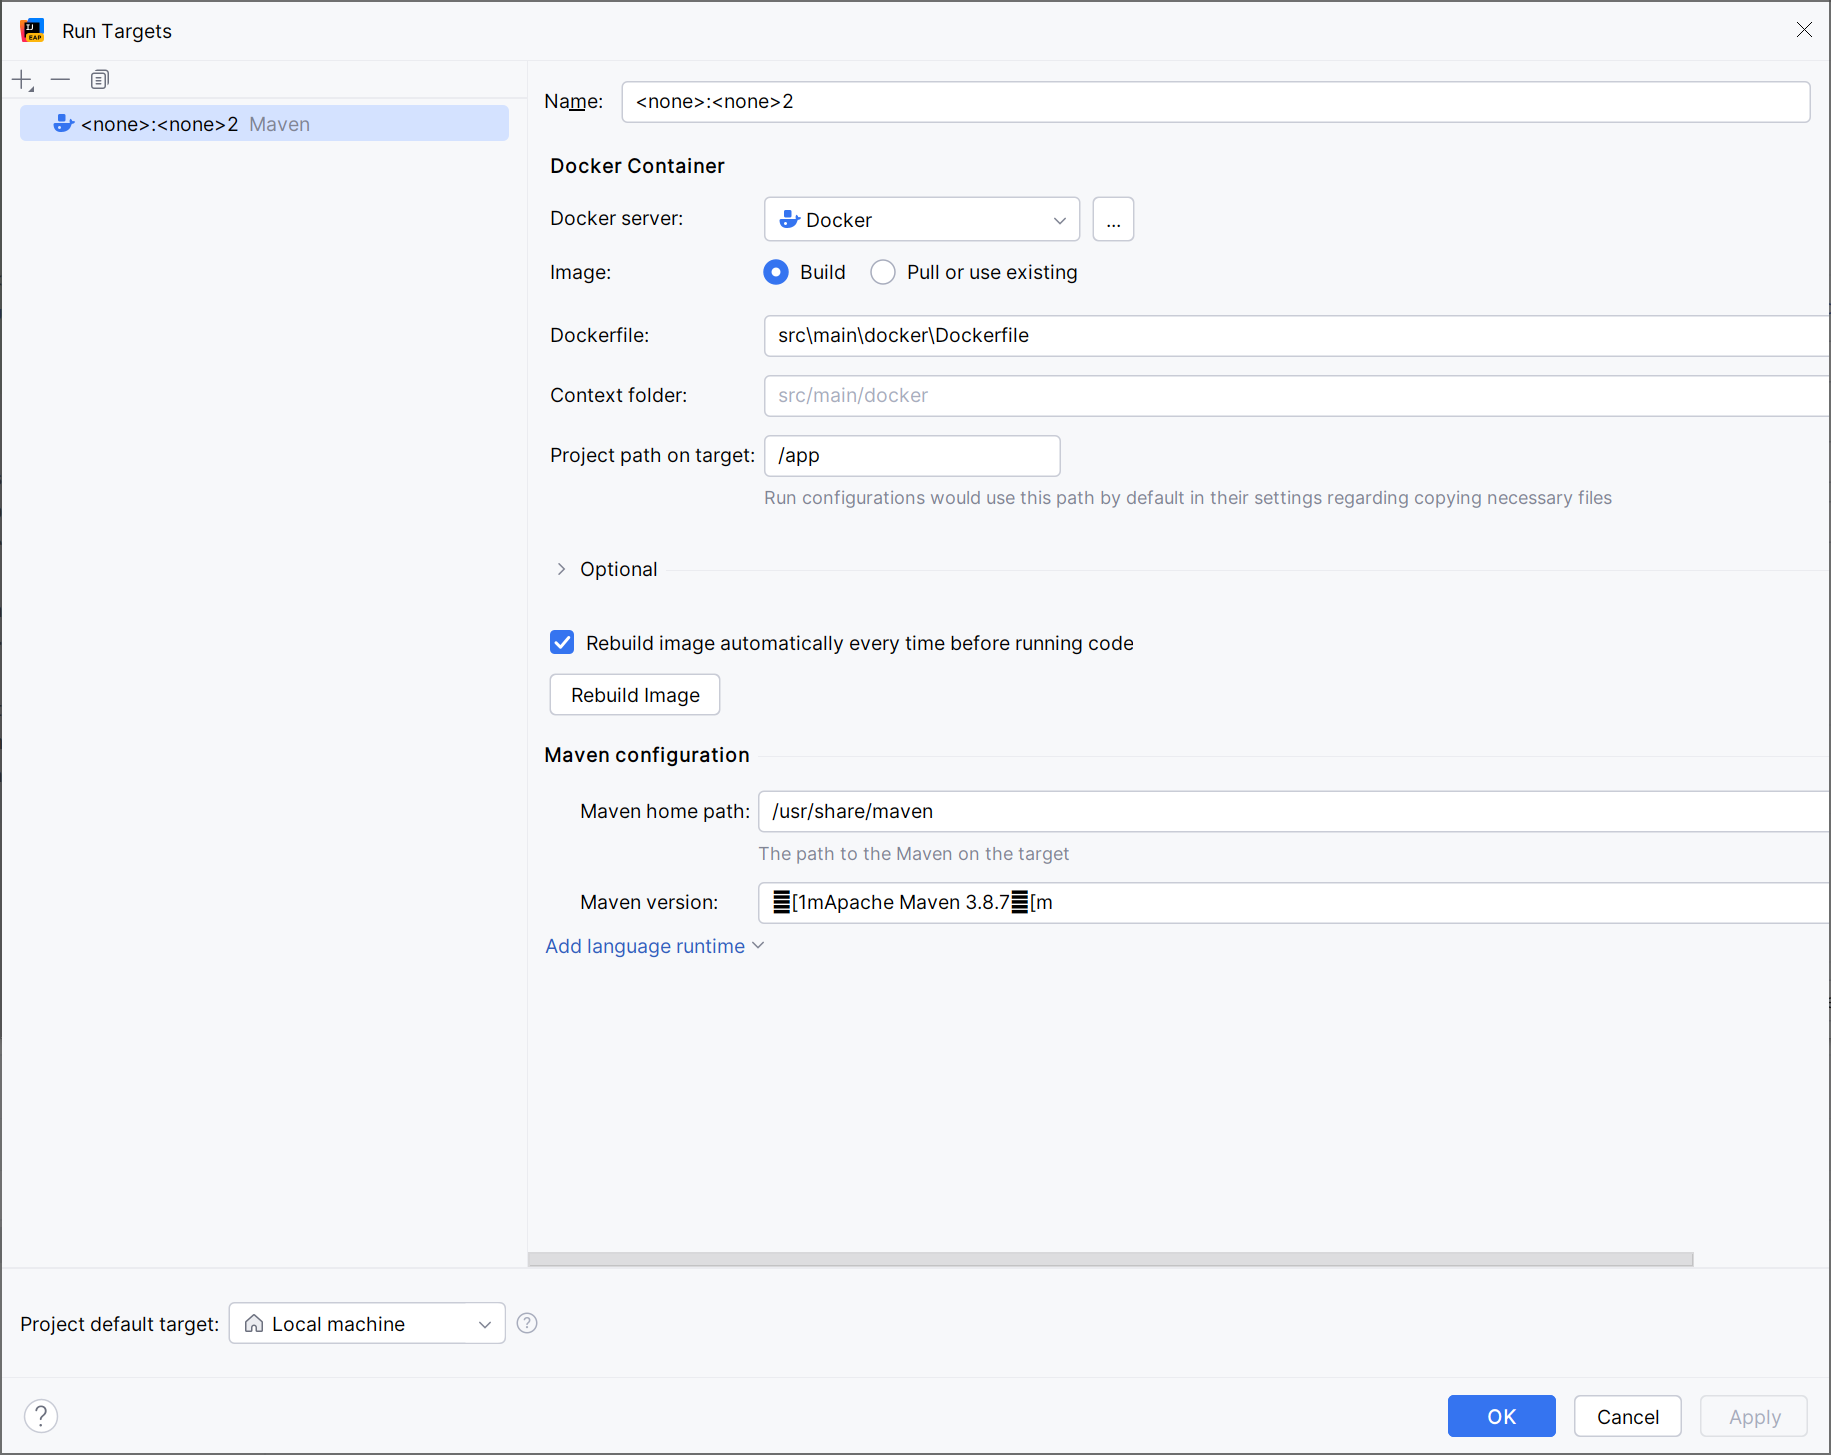 Run Targets
<none>:<none>2 Maven
Name: <none>:<none>2
Docker Container
Docker server: Docker ...
Image: Build Pull or use existing
Dockerfile: src\main\docker\Dockerfile
Context folder: src/main/docker
Project path on target: /app
Run configurations would use this path by default in their settings regarding copying necessary files
Optional
Rebuild image automatically every time before running code
Rebuild Image
Maven configuration
Maven home path: /usr/share/maven
The path to the Maven on the target
Maven version: [1mApache Maven 3.8.7 [m
Add language runtime
Project default target: Local machine ?
? OK Cancel Apply